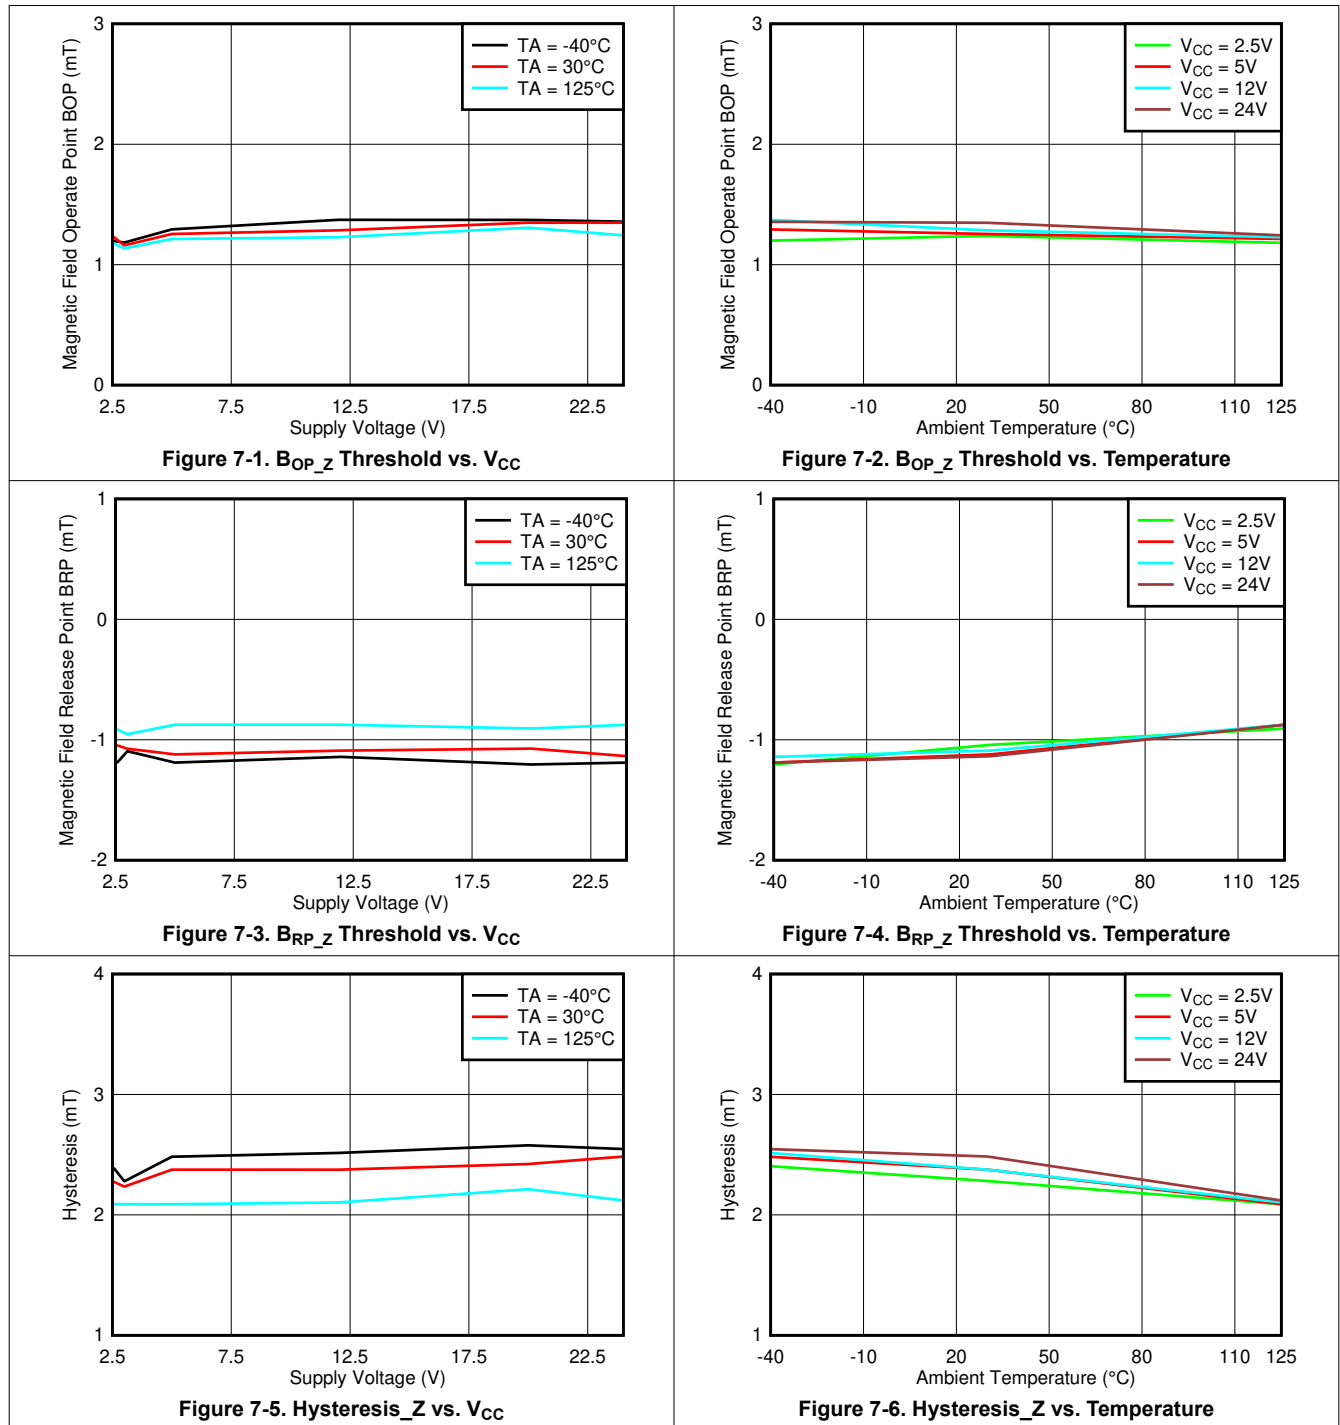 Magnetic Field Operate Point BOP (mT)
3
2
1
0
TA = -40°C
TA = 30°C
TA = 125°C
2.5 7.5 12.5 17.5 22.5
Supply Voltage (V)
Figure 7-1. BOP_Z Threshold vs. VCC
Magnetic Field Operate Point BOP (mT)
3
2
1
0
VCC = 2.5V
VCC = 5V
VCC = 12V
VCC = 24V
-40 -10 20 50 80 110 125
Ambient Temperature (°C)
Figure 7-2. BOP_Z Threshold vs. Temperature
Magnetic Field Release Point BRP (mT)
1
0
-1
-2
TA = -40°C
TA = 30°C
TA = 125°C
2.5 7.5 12.5 17.5 22.5
Supply Voltage (V)
Figure 7-3. BRP_Z Threshold vs. VCC
Magnetic Field Release Point BRP (mT)
1
0
-1
-2
VCC = 2.5V
VCC = 5V
VCC = 12V
VCC = 24V
-40 -10 20 50 80 110 125
Ambient Temperature (°C)
Figure 7-4. BRP_Z Threshold vs. Temperature
Hysteresis (mT)
4
3
2
1
TA = -40°C
TA = 30°C
TA = 125°C
2.5 7.5 12.5 17.5 22.5
Supply Voltage (V)
Figure 7-5. Hysteresis_Z vs. VCC
Hysteresis (mT)
4
3
2
1
VCC = 2.5V
VCC = 5V
VCC = 12V
VCC = 24V
-40 -10 20 50 80 110 125
Ambient Temperature (°C)
Figure 7-6. Hysteresis_Z vs. Temperature